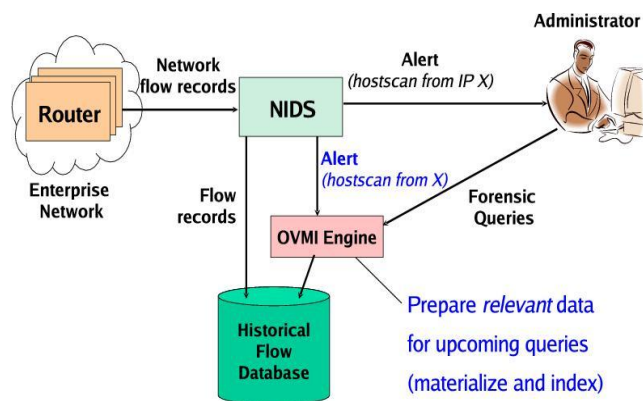 Administrator
Network
flow records
Alert
(hostscan from IP X)
Router
NIDS
Enterprise
Network
Flow
records
Alert
(hostscan from X)
Forensic
Queries
OVMI Engine
Historical
Flow
Database
Prepare relevant data
for upcoming queries
(materialize and index)